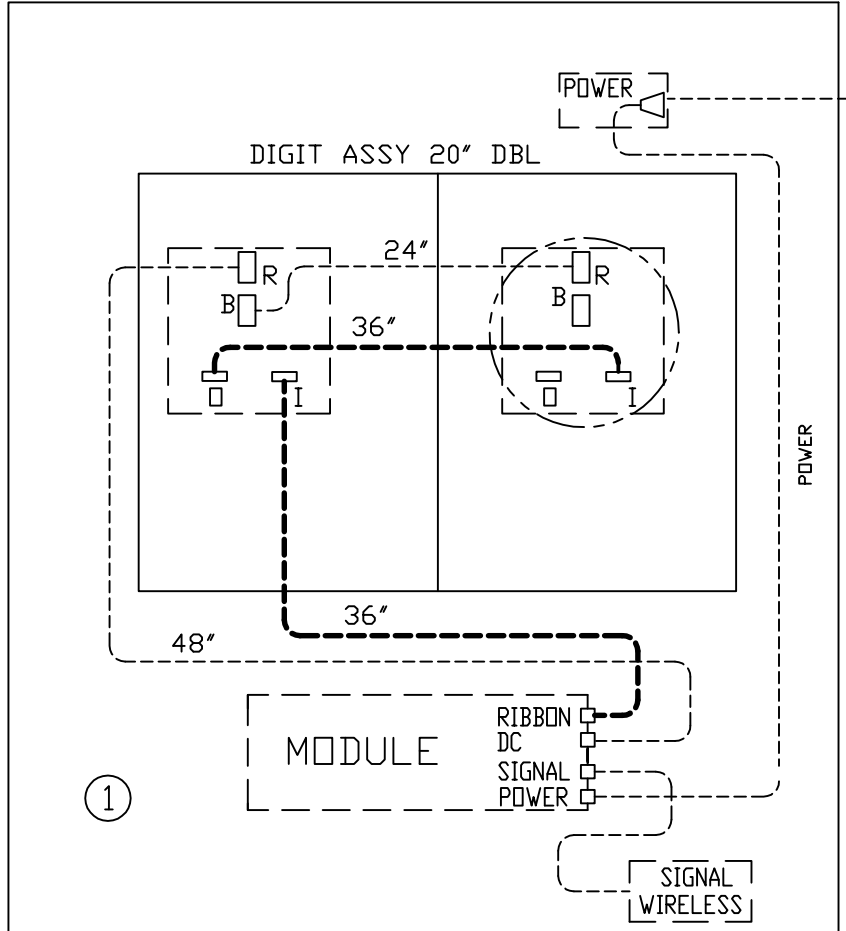 POWER
DIGIT ASSY 20" DBL
24"
R
R
B
B
36"
O
I
O
I
POWER
36"
48"
RIBBON
DC
MODULE
SIGNAL
POWER
1
SIGNAL
WIRELESS